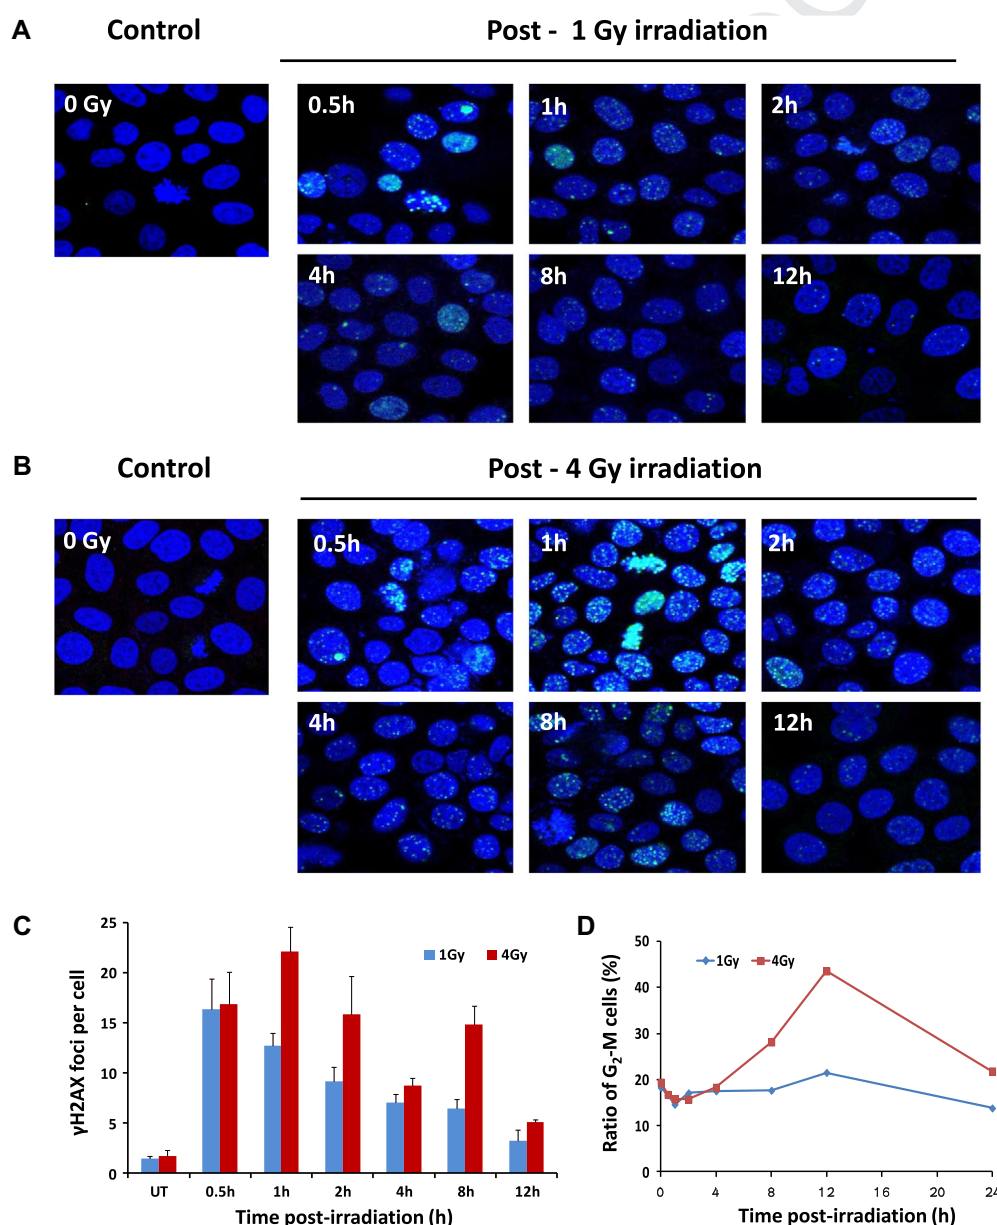 A
Control
Post - 1 Gy irradiation
0 Gy
0.5h
1h
2h
4h
8h
12h
B
Control
Post - 4 Gy irradiation
0 Gy
0.5h
1h
2h
4h
8h
12h
C
25
20
15
10
5
0
γH2AX foci per cell
1Gy
4Gy
UT
0.5h
1h
2h
4h
8h
12h
Time post-irradiation (h)
D
50
40
30
20
10
0
Ratio of G₂-M cells (%)
1Gy
4Gy
0
4
8
12
16
20
24
Time post-irradiation (h)